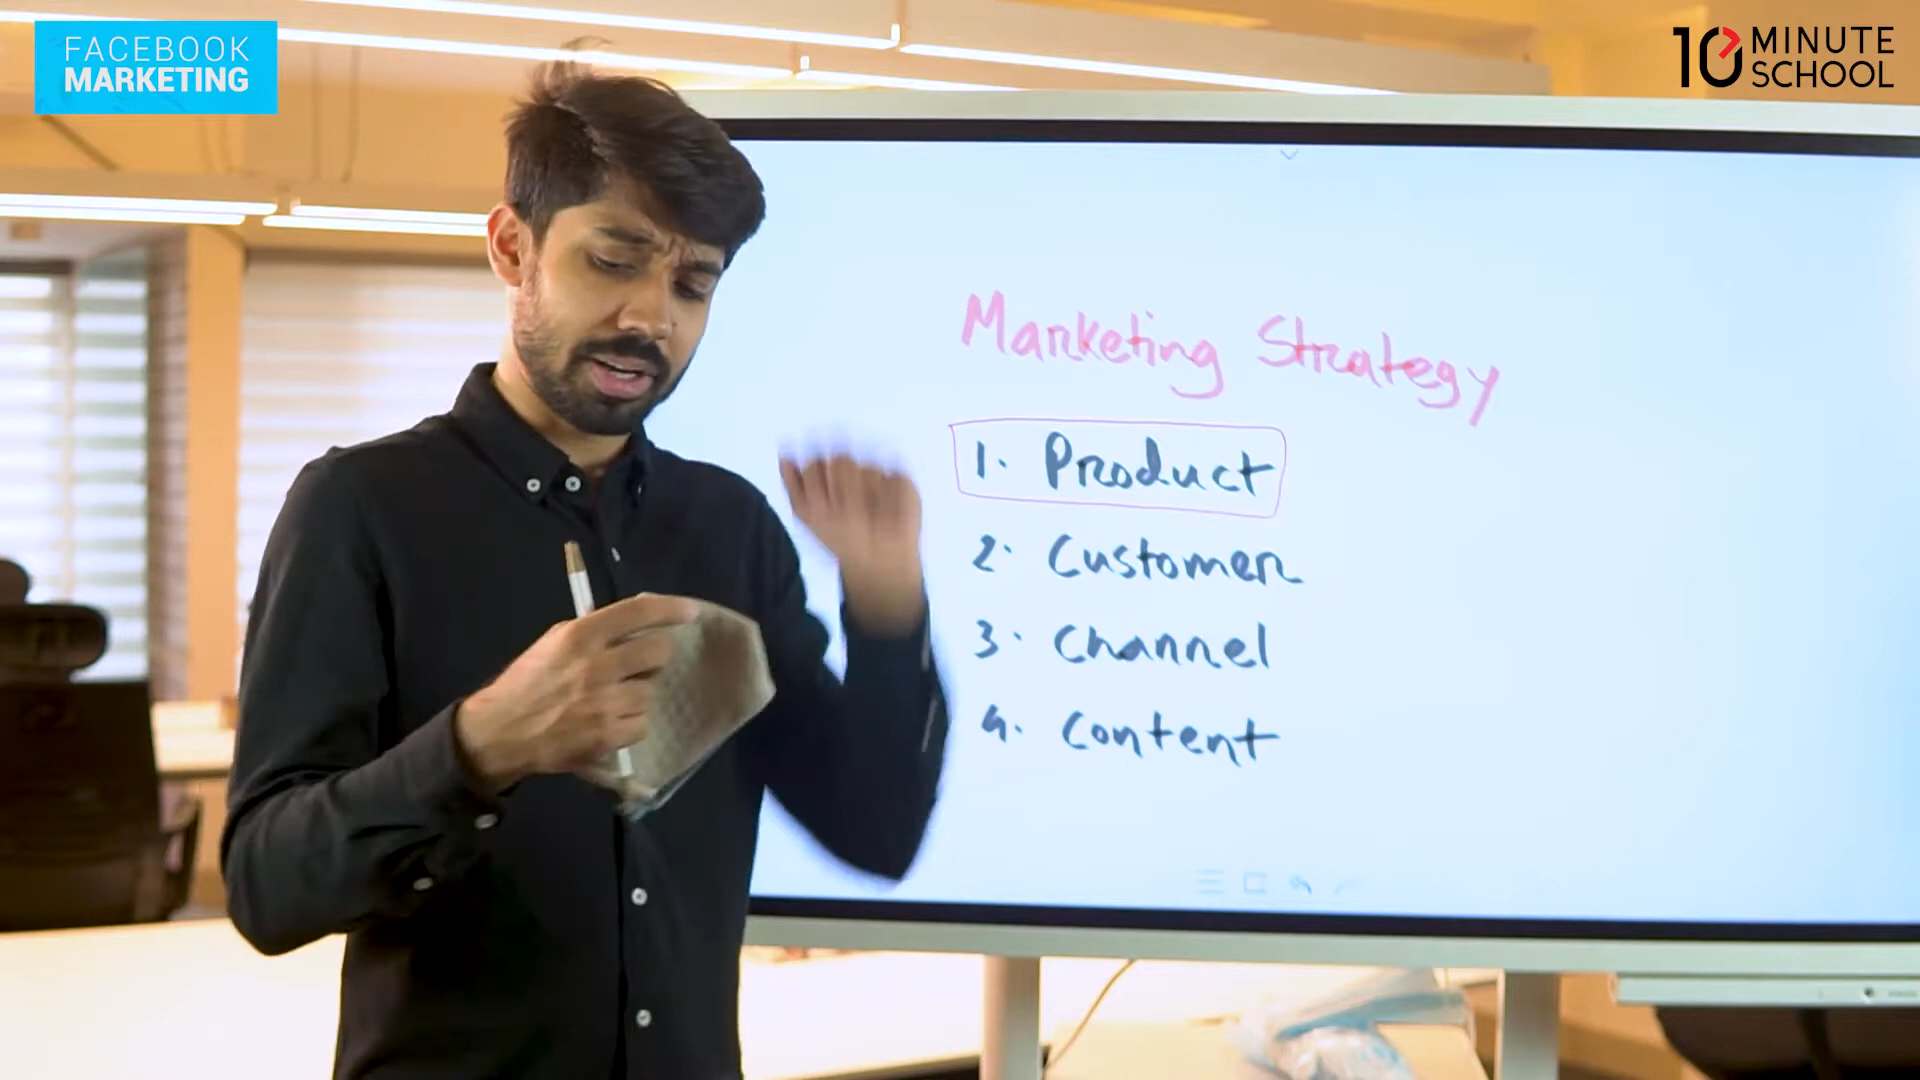 FACEBOOK
MARKETING
10 MINUTE
SCHOOL
Marketing Strategy
1. Product
2. Customer
3. Channel
4. Content